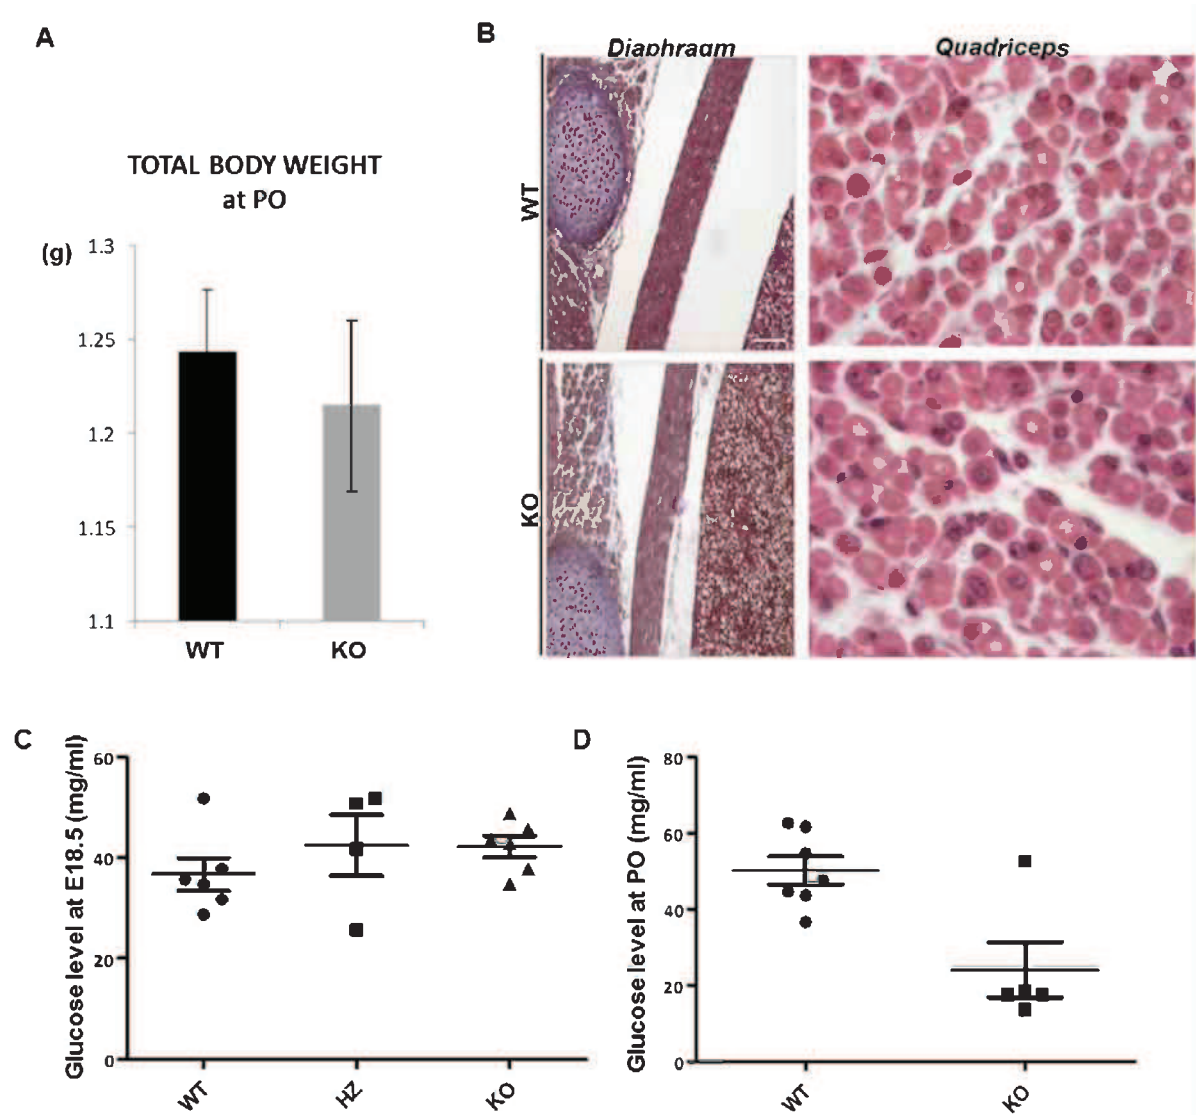 A
TOTAL BODY WEIGHT
at PO
(g)
1.3
1.25
1.2
1.15
1.1
WT
KO
B
Diaphragm
Quadriceps
WT
KO
C
Glucose level at E18.5 (mg/ml)
60
40
20
0
WT
HZ
KO
D
Glucose level at PO (mg/ml)
80
60
40
20
0
WT
KO